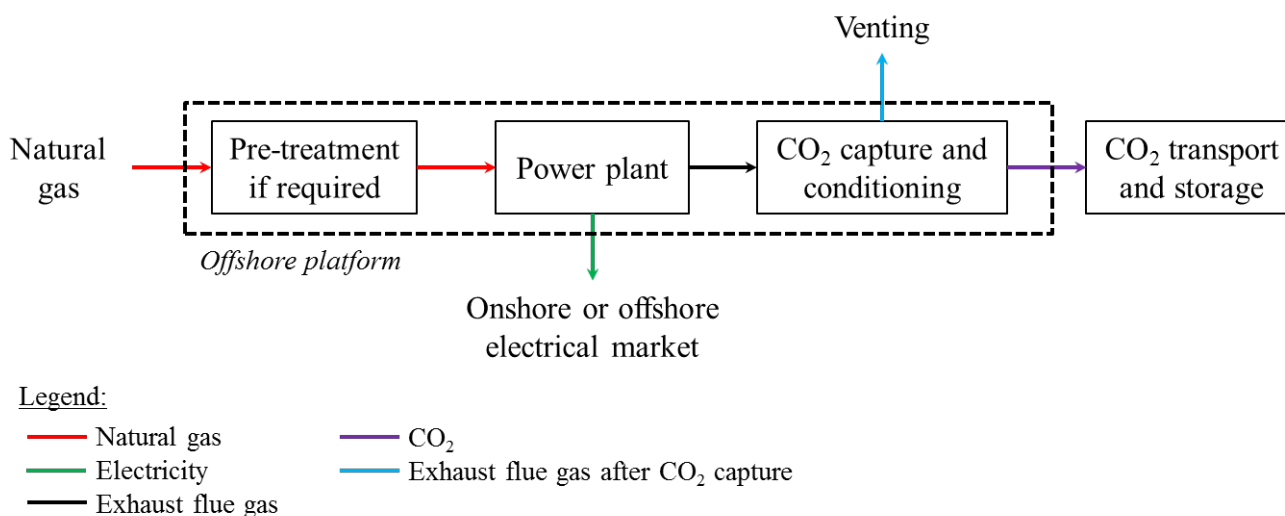 Venting
Natural
gas
Pre-treatment
if required
Power plant
CO₂ capture and
conditioning
CO₂ transport
and storage
Offshore platform
Onshore or offshore
electrical market
Legend:
Natural gas
CO₂
Electricity
Exhaust flue gas after CO₂ capture
Exhaust flue gas